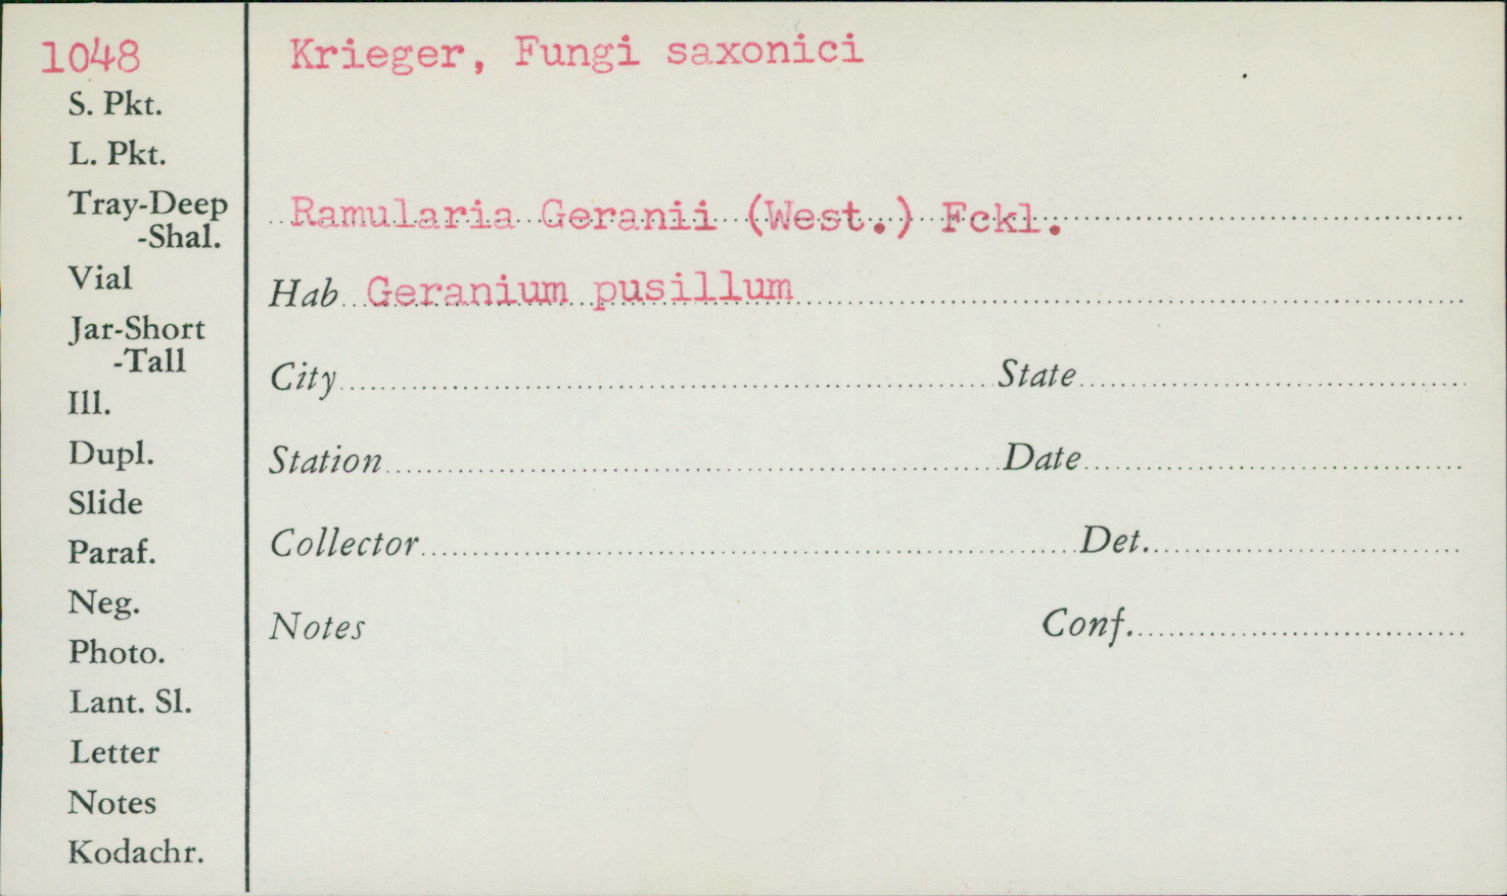 1048
S. Pkt.
L. Pkt.
Tray-Deep
-Shal.
Vial
Jar-Short
-Tall
Ill.
Dupl.
Slide
Paraf.
Neg.
Photo.
Lant. Sl.
Letter
Notes
Kodachr.
Krieger, Fungi saxonici
Ramularia Geranii (West.) Fckl.
Hab Geranium pusillum
City State
Station Date
Collector Det.
Notes Conf.